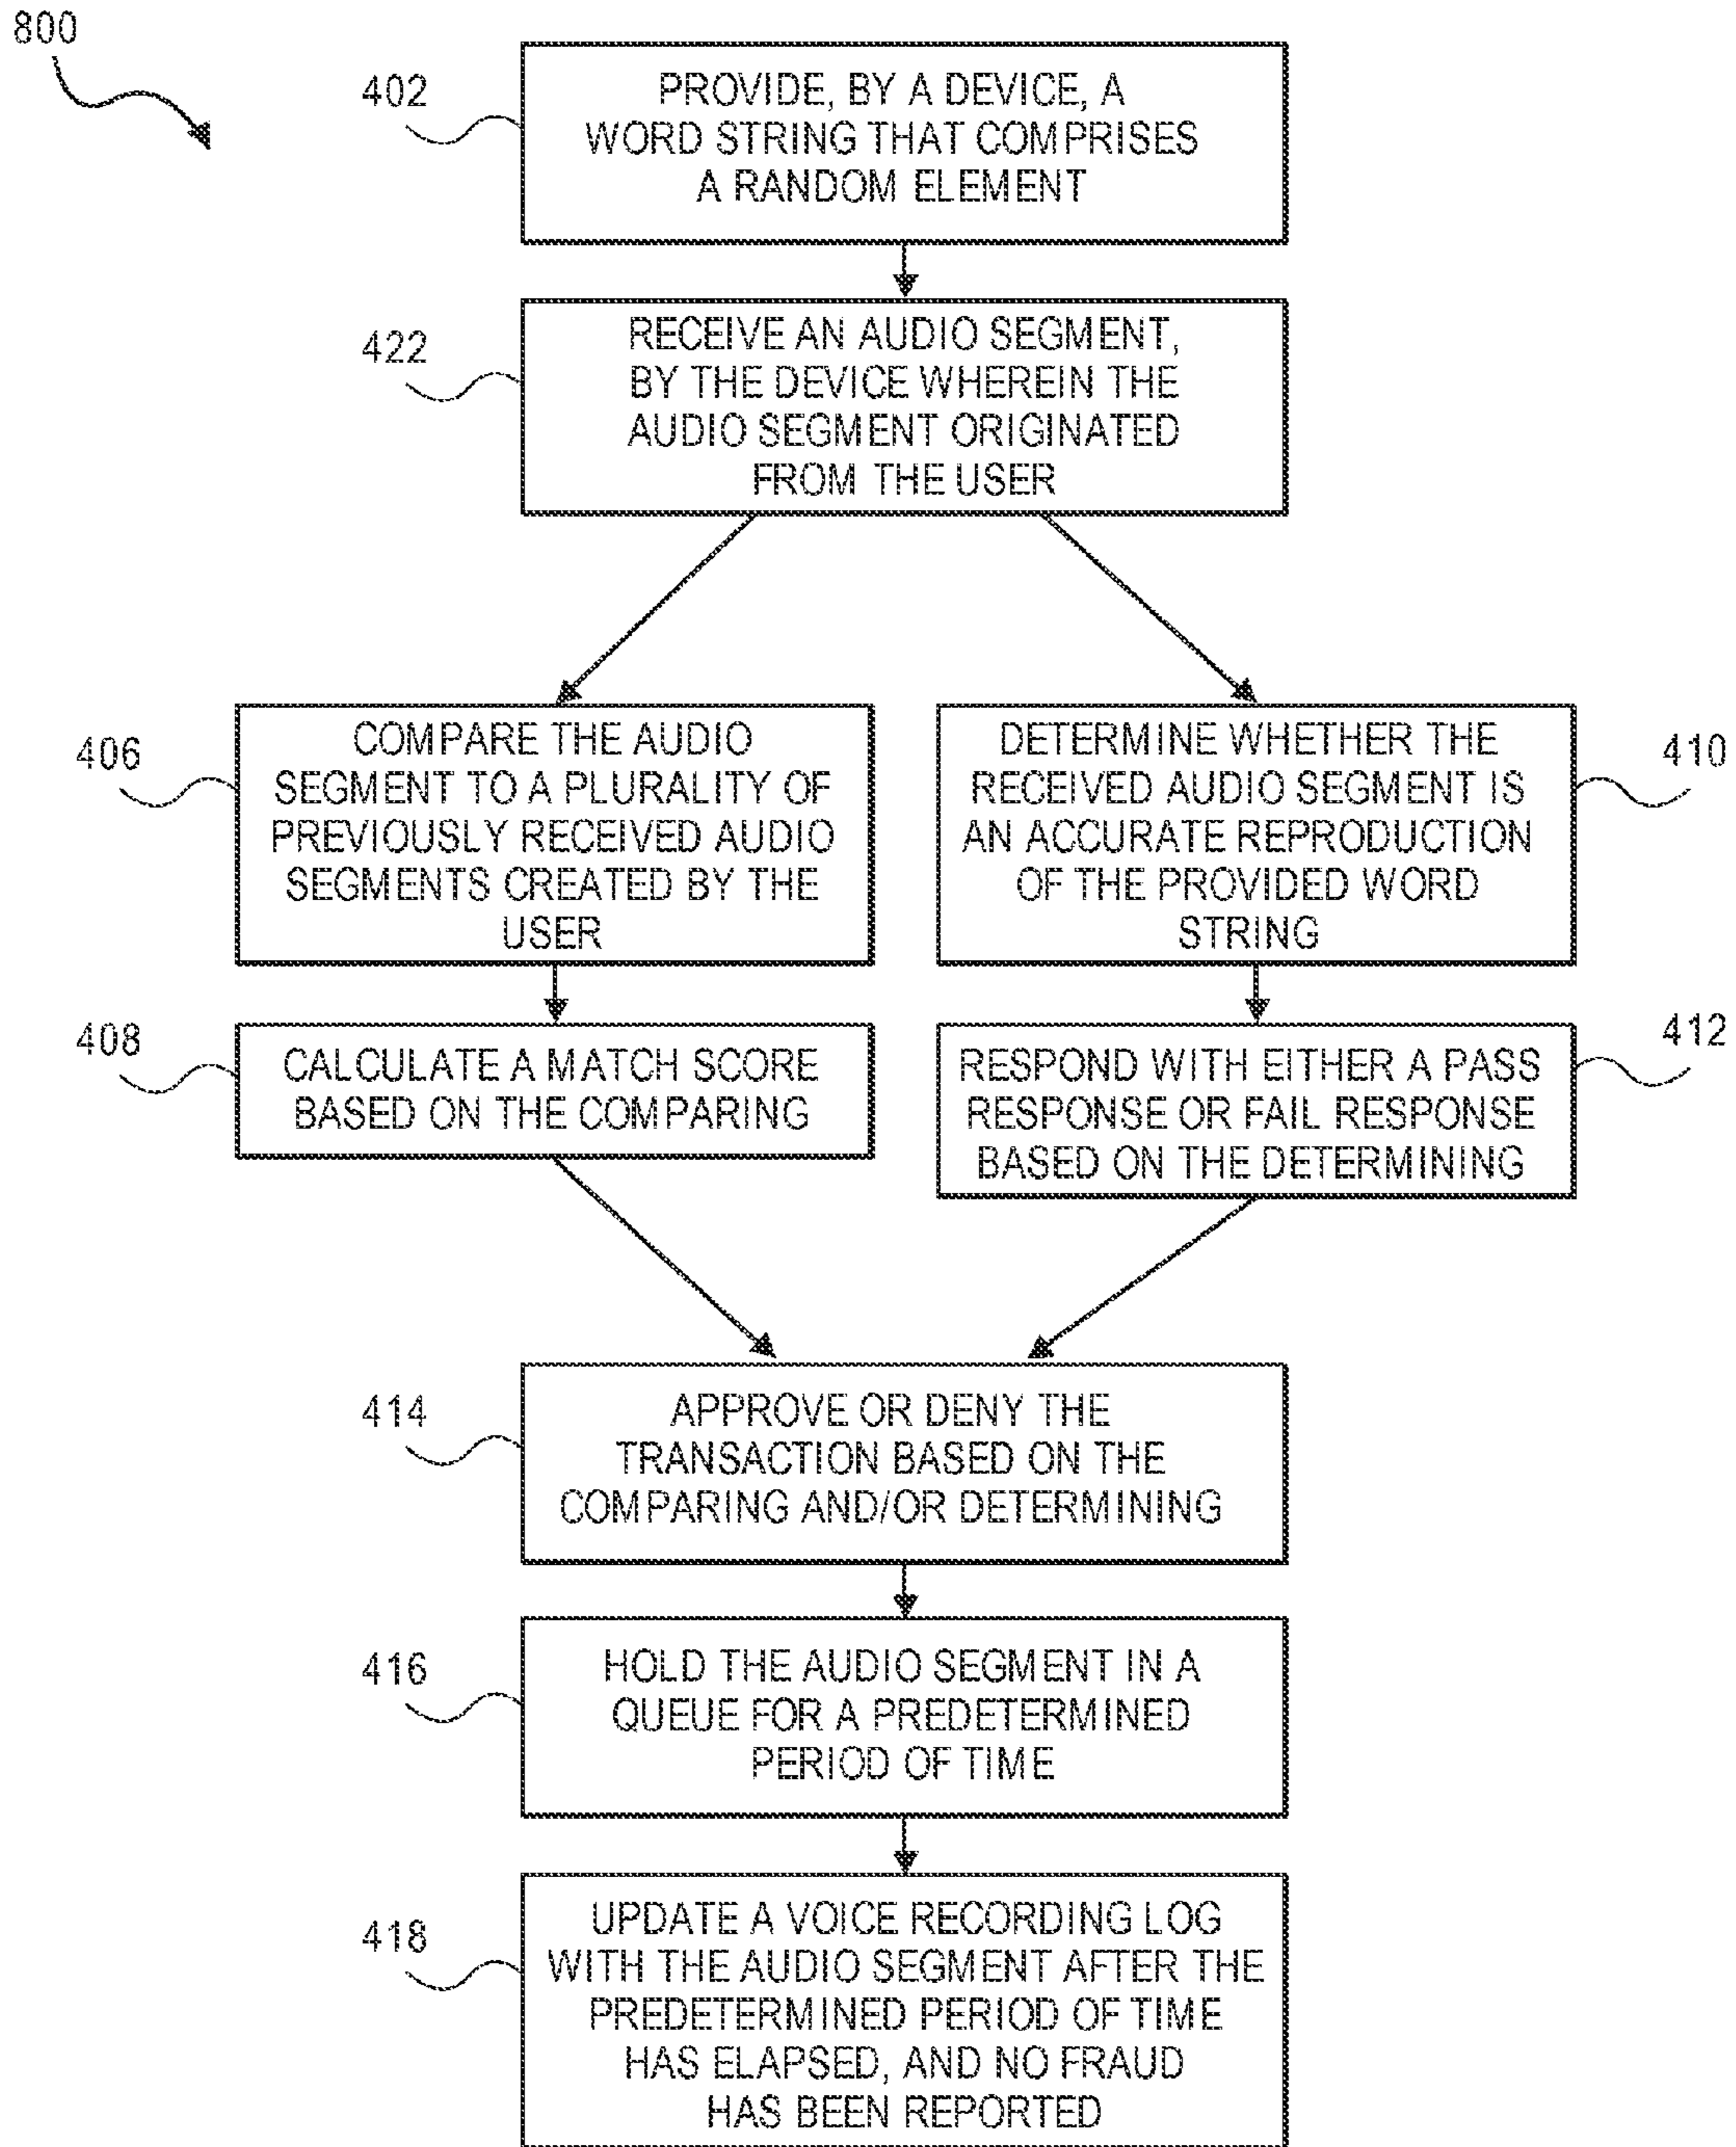 800
402
PROVIDE, BY A DEVICE, A
WORD STRING THAT COMPRISES
A RANDOM ELEMENT
422
RECEIVE AN AUDIO SEGMENT,
BY THE DEVICE WHEREIN THE
AUDIO SEGMENT ORIGINATED
FROM THE USER
406
COMPARE THE AUDIO
SEGMENT TO A PLURALITY OF
PREVIOUSLY RECEIVED AUDIO
SEGMENTS CREATED BY THE
USER
DETERMINE WHETHER THE
RECEIVED AUDIO SEGMENT IS
AN ACCURATE REPRODUCTION
OF THE PROVIDED WORD
STRING
410
408
CALCULATE A MATCH SCORE
BASED ON THE COMPARING
RESPOND WITH EITHER A PASS
RESPONSE OR FAIL RESPONSE
BASED ON THE DETERMINING
412
414
APPROVE OR DENY THE
TRANSACTION BASED ON THE
COMPARING AND/OR DETERMINING
416
HOLD THE AUDIO SEGMENT IN A
QUEUE FOR A PREDETERMINED
PERIOD OF TIME
418
UPDATE A VOICE RECORDING LOG
WITH THE AUDIO SEGMENT AFTER THE
PREDETERMINED PERIOD OF TIME
HAS ELAPSED, AND NO FRAUD
HAS BEEN REPORTED